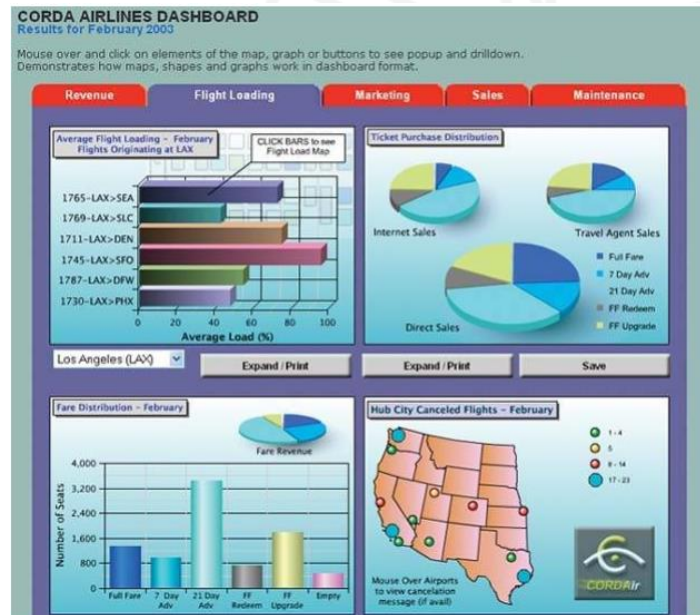 CORDA AIRLINES DASHBOARD
Results for February 2003
Mouse over and click on elements of the map, graph or buttons to see popup and drilldown.
Demonstrates how maps, shapes and graphs work in dashboard format.
Revenue
Flight Loading
Marketing
Sales
Maintenance
Average Flight Loading - February
Flights Originating at LAX
CLICK BARS to see
Flight Load Map
1765-LAX>SEA
1769-LAX>SLC
1711-LAX>DEN
1745-LAX>SFO
1787-LAX>DFW
1730-LAX>PHX
0 20 40 60 80 100
Average Load (%)
Ticket Purchase Distribution
Internet Sales
Travel Agent Sales
Direct Sales
Full Fare
7 Day Adv
21 Day Adv
FF Redeem
FF Upgrade
Los Angeles (LAX)
Expand / Print
Expand / Print
Save
Fare Distribution - February
Fare Revenue
Number of Seats
4,000
3,200
2,400
1,600
800
0
Full Fare
7 Day
Adv
21 Day
Adv
FF
Redeem
FF
Upgrade
Empty
Hub City Canceled Flights - February
1 - 4
5
8 - 14
17 - 23
Mouse Over Airports
to view cancelation
message (if avail)
CORDAir